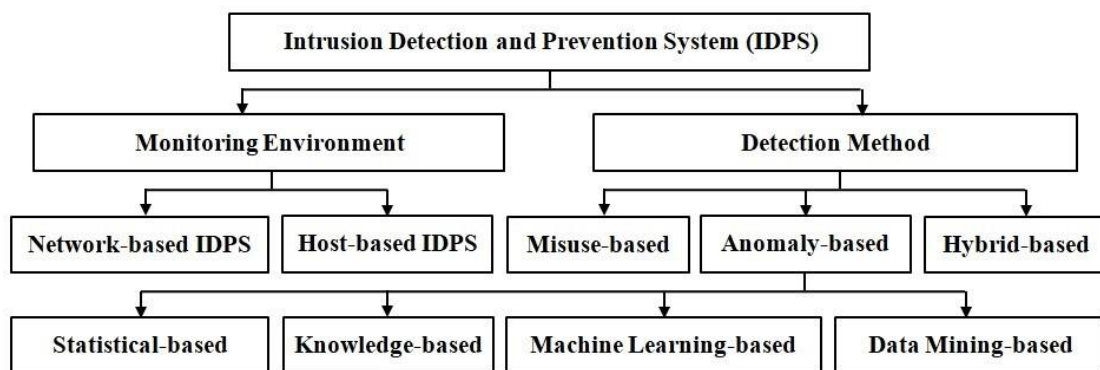 Intrusion Detection and Prevention System (IDPS)
Monitoring Environment
Detection Method
Network-based IDPS
Host-based IDPS
Misuse-based
Anomaly-based
Hybrid-based
Statistical-based
Knowledge-based
Machine Learning-based
Data Mining-based